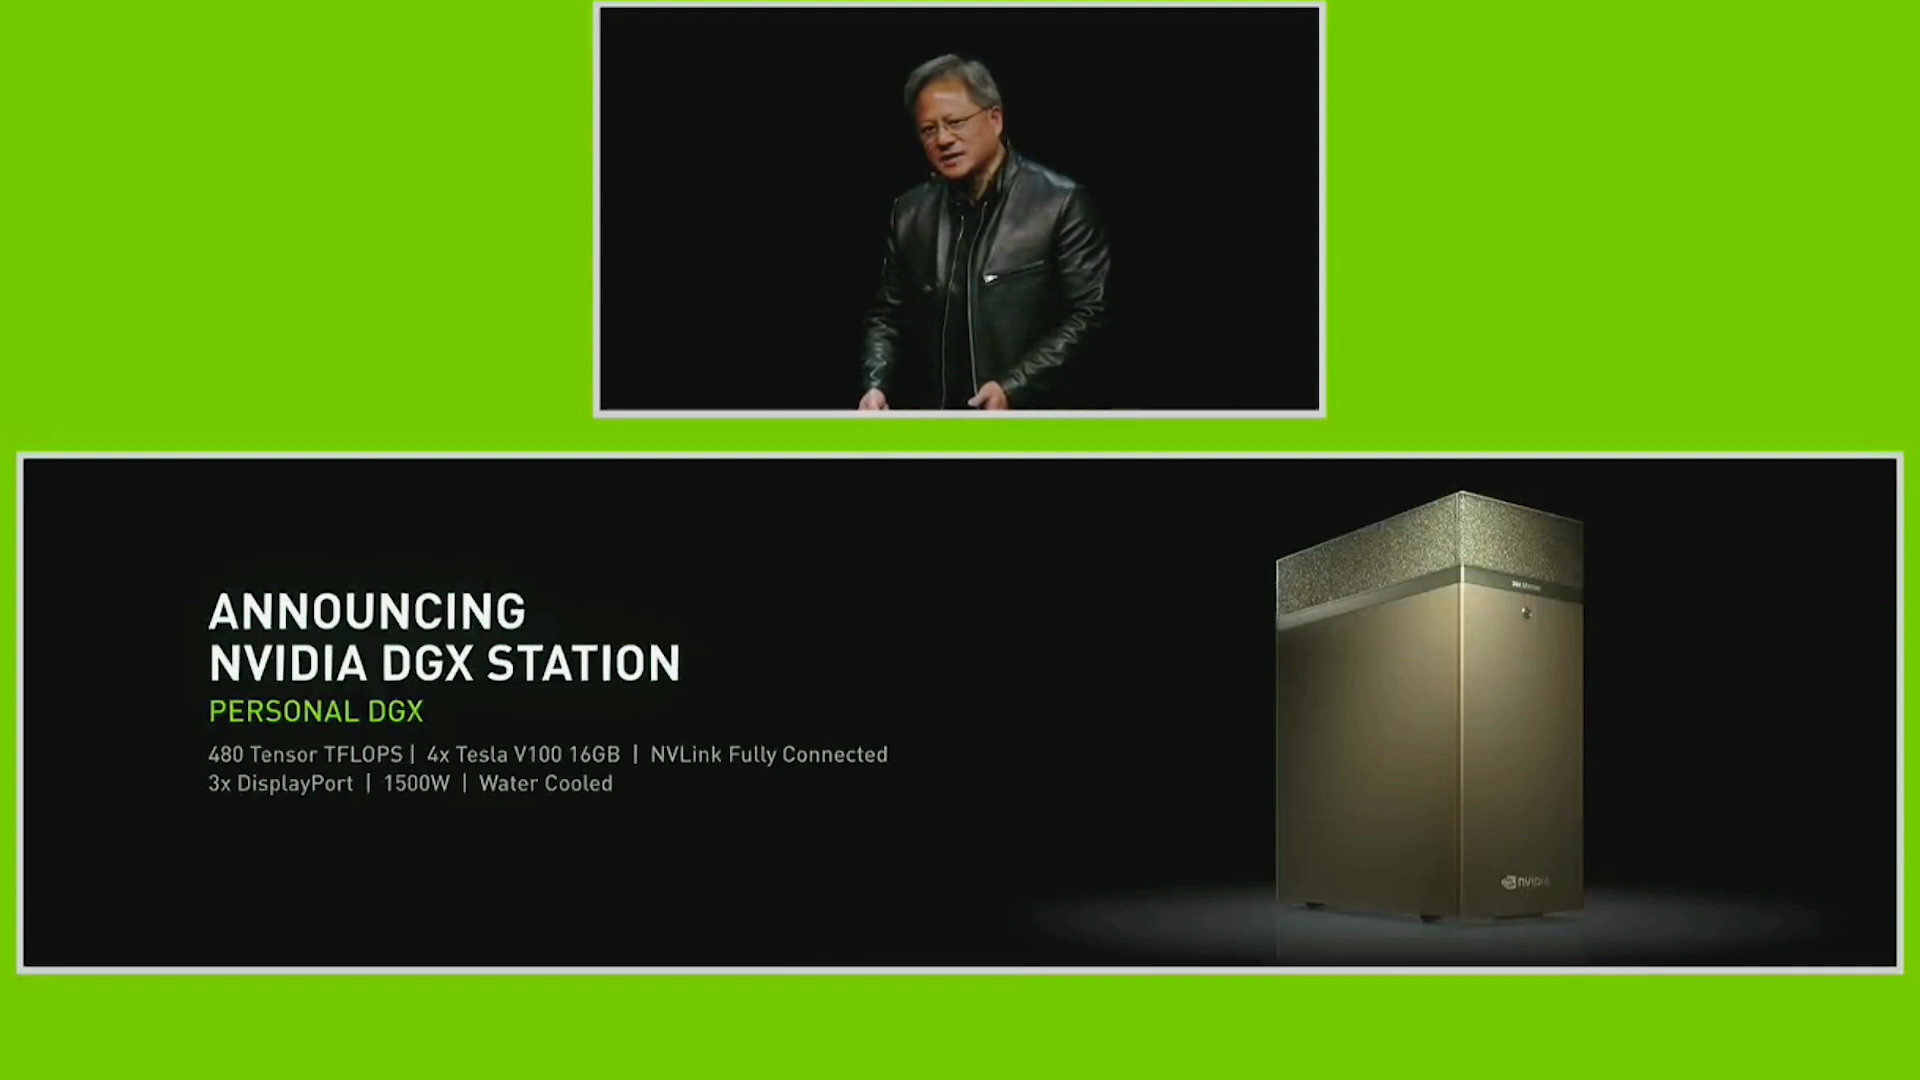 ANNOUNCING
NVIDIA DGX STATION
PERSONAL DGX
480 Tensor TFLOPS | 4x Tesla V100 16GB | NVLink Fully Connected
3x DisplayPort | 1500W | Water Cooled
NVIDIA